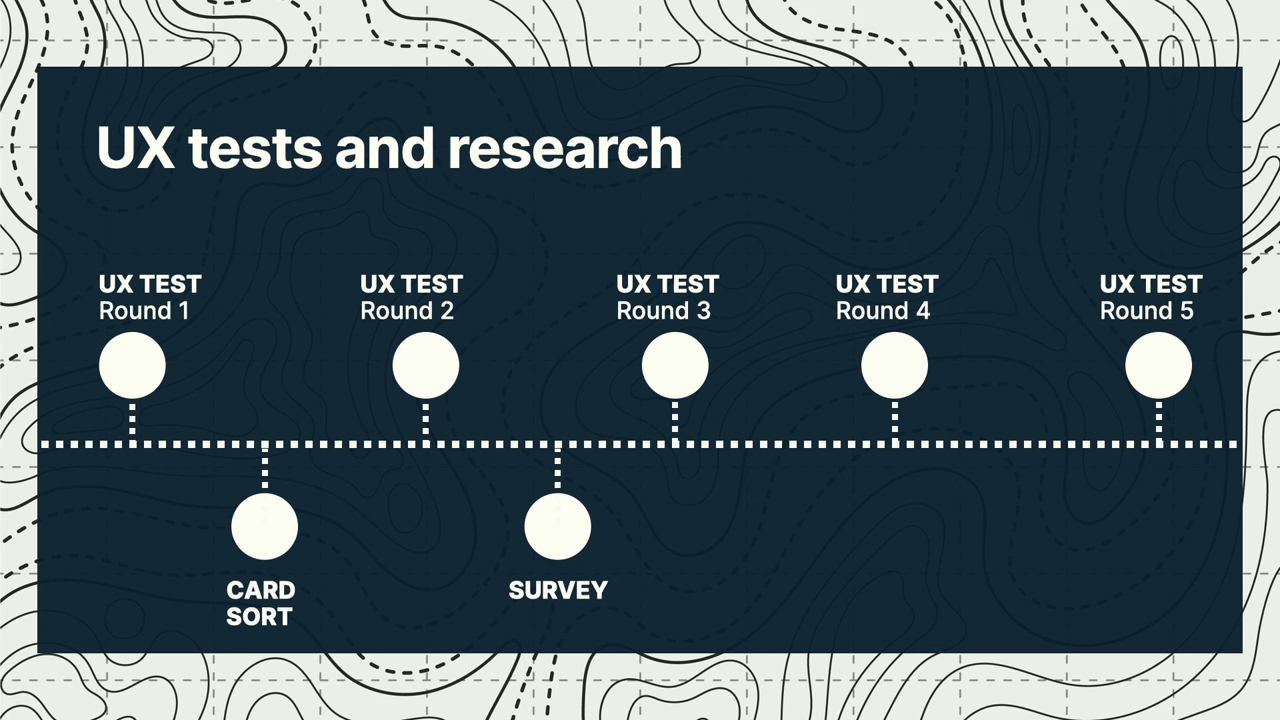 UX tests and research
UX TEST
Round 1
UX TEST
Round 2
UX TEST
Round 3
UX TEST
Round 4
UX TEST
Round 5
CARD
SORT
SURVEY